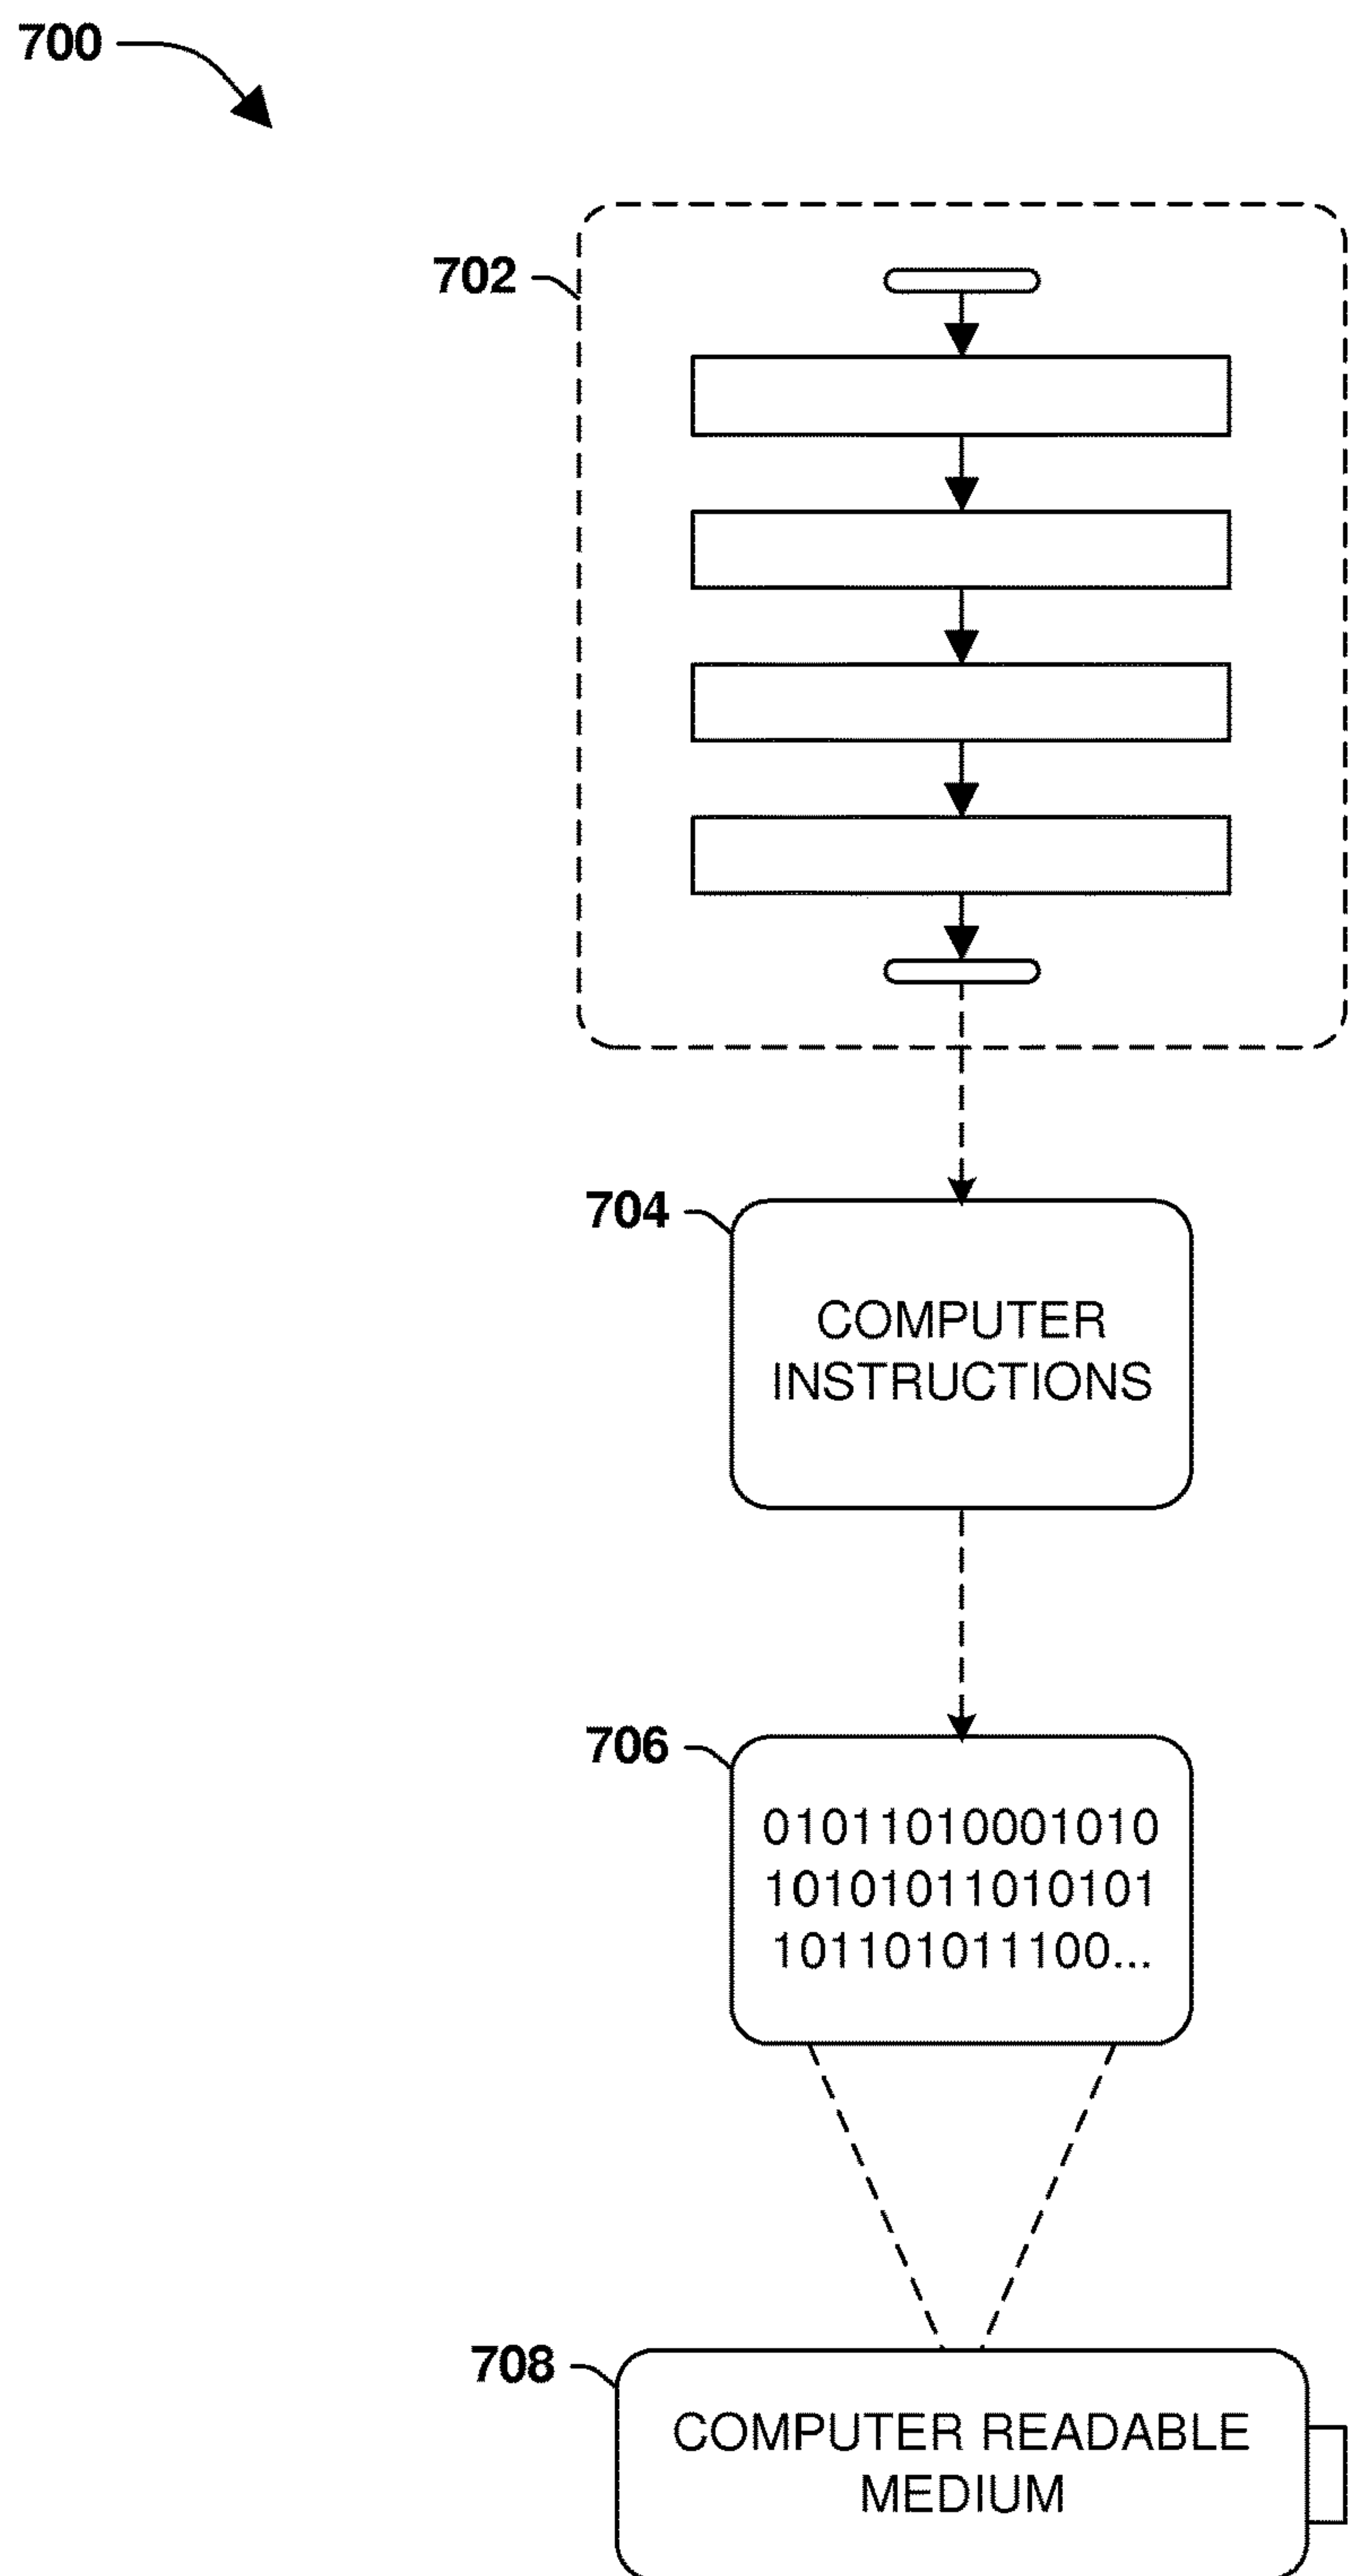 700
702
704
COMPUTER
INSTRUCTIONS
706
01011010001010
10101011010101
101101011100...
708
COMPUTER READABLE
MEDIUM